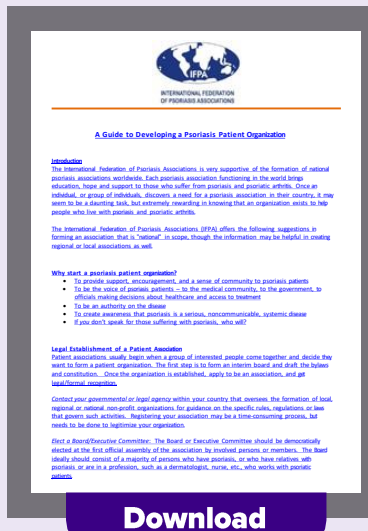 IFPA
INTERNATIONAL FEDERATION
OF PSORIASIS ASSOCIATIONS
A Guide to Developing a Psoriasis Patient Organization
Introduction
The International Federation of Psoriasis Associations is very supportive of the formation of national
psoriasis associations worldwide. Each psoriasis association functioning in the world brings
education, hope and support to those who suffer from psoriasis and psoriatic arthritis. Once an
individual, or group of individuals, discovers a need for a psoriasis association in their country, it may
seem to be a daunting task, but extremely rewarding in knowing that an organization exists to help
people who live with psoriasis and psoriatic arthritis.
The International Federation of Psoriasis Associations (IFPA) offers the following suggestions in
forming an association that is "national" in scope, though the information may be helpful in creating
regional or local associations as well.
Why start a psoriasis patient organization?
• To provide support, encouragement, and a sense of community to psoriasis patients
• To be the voice of psoriasis patients – to the medical community, to the government, to
officials making decisions about healthcare and access to treatment
• To be an authority on the disease
• To create awareness that psoriasis is a serious, noncommunicable, systemic disease
• If you don't speak for those suffering with psoriasis, who will?
Legal Establishment of a Patient Association
Patient associations usually begin when a group of interested people come together and decide they
want to form a patient organization. The first step is to form an interim board and draft the bylaws
and constitution. Once the organization is established, apply to be an association, and get
legal/formal recognition.
Contact your governmental or legal agency within your country that oversees the formation of local,
regional or national non-profit organizations for guidance on the specific rules, regulations or laws
that govern such activities. Registering your association may be a time-consuming process, but
needs to be done to legitimize your organization.
Elect a Board/Executive Committee: The Board or Executive Committee should be democratically
elected at the first official assembly of the association by involved persons or members. The Board
ideally should consist of a majority of persons who have psoriasis, or who have relatives with
psoriasis or are in a profession, such as a dermatologist, nurse, etc., who works with psoriatic
patients.
Download